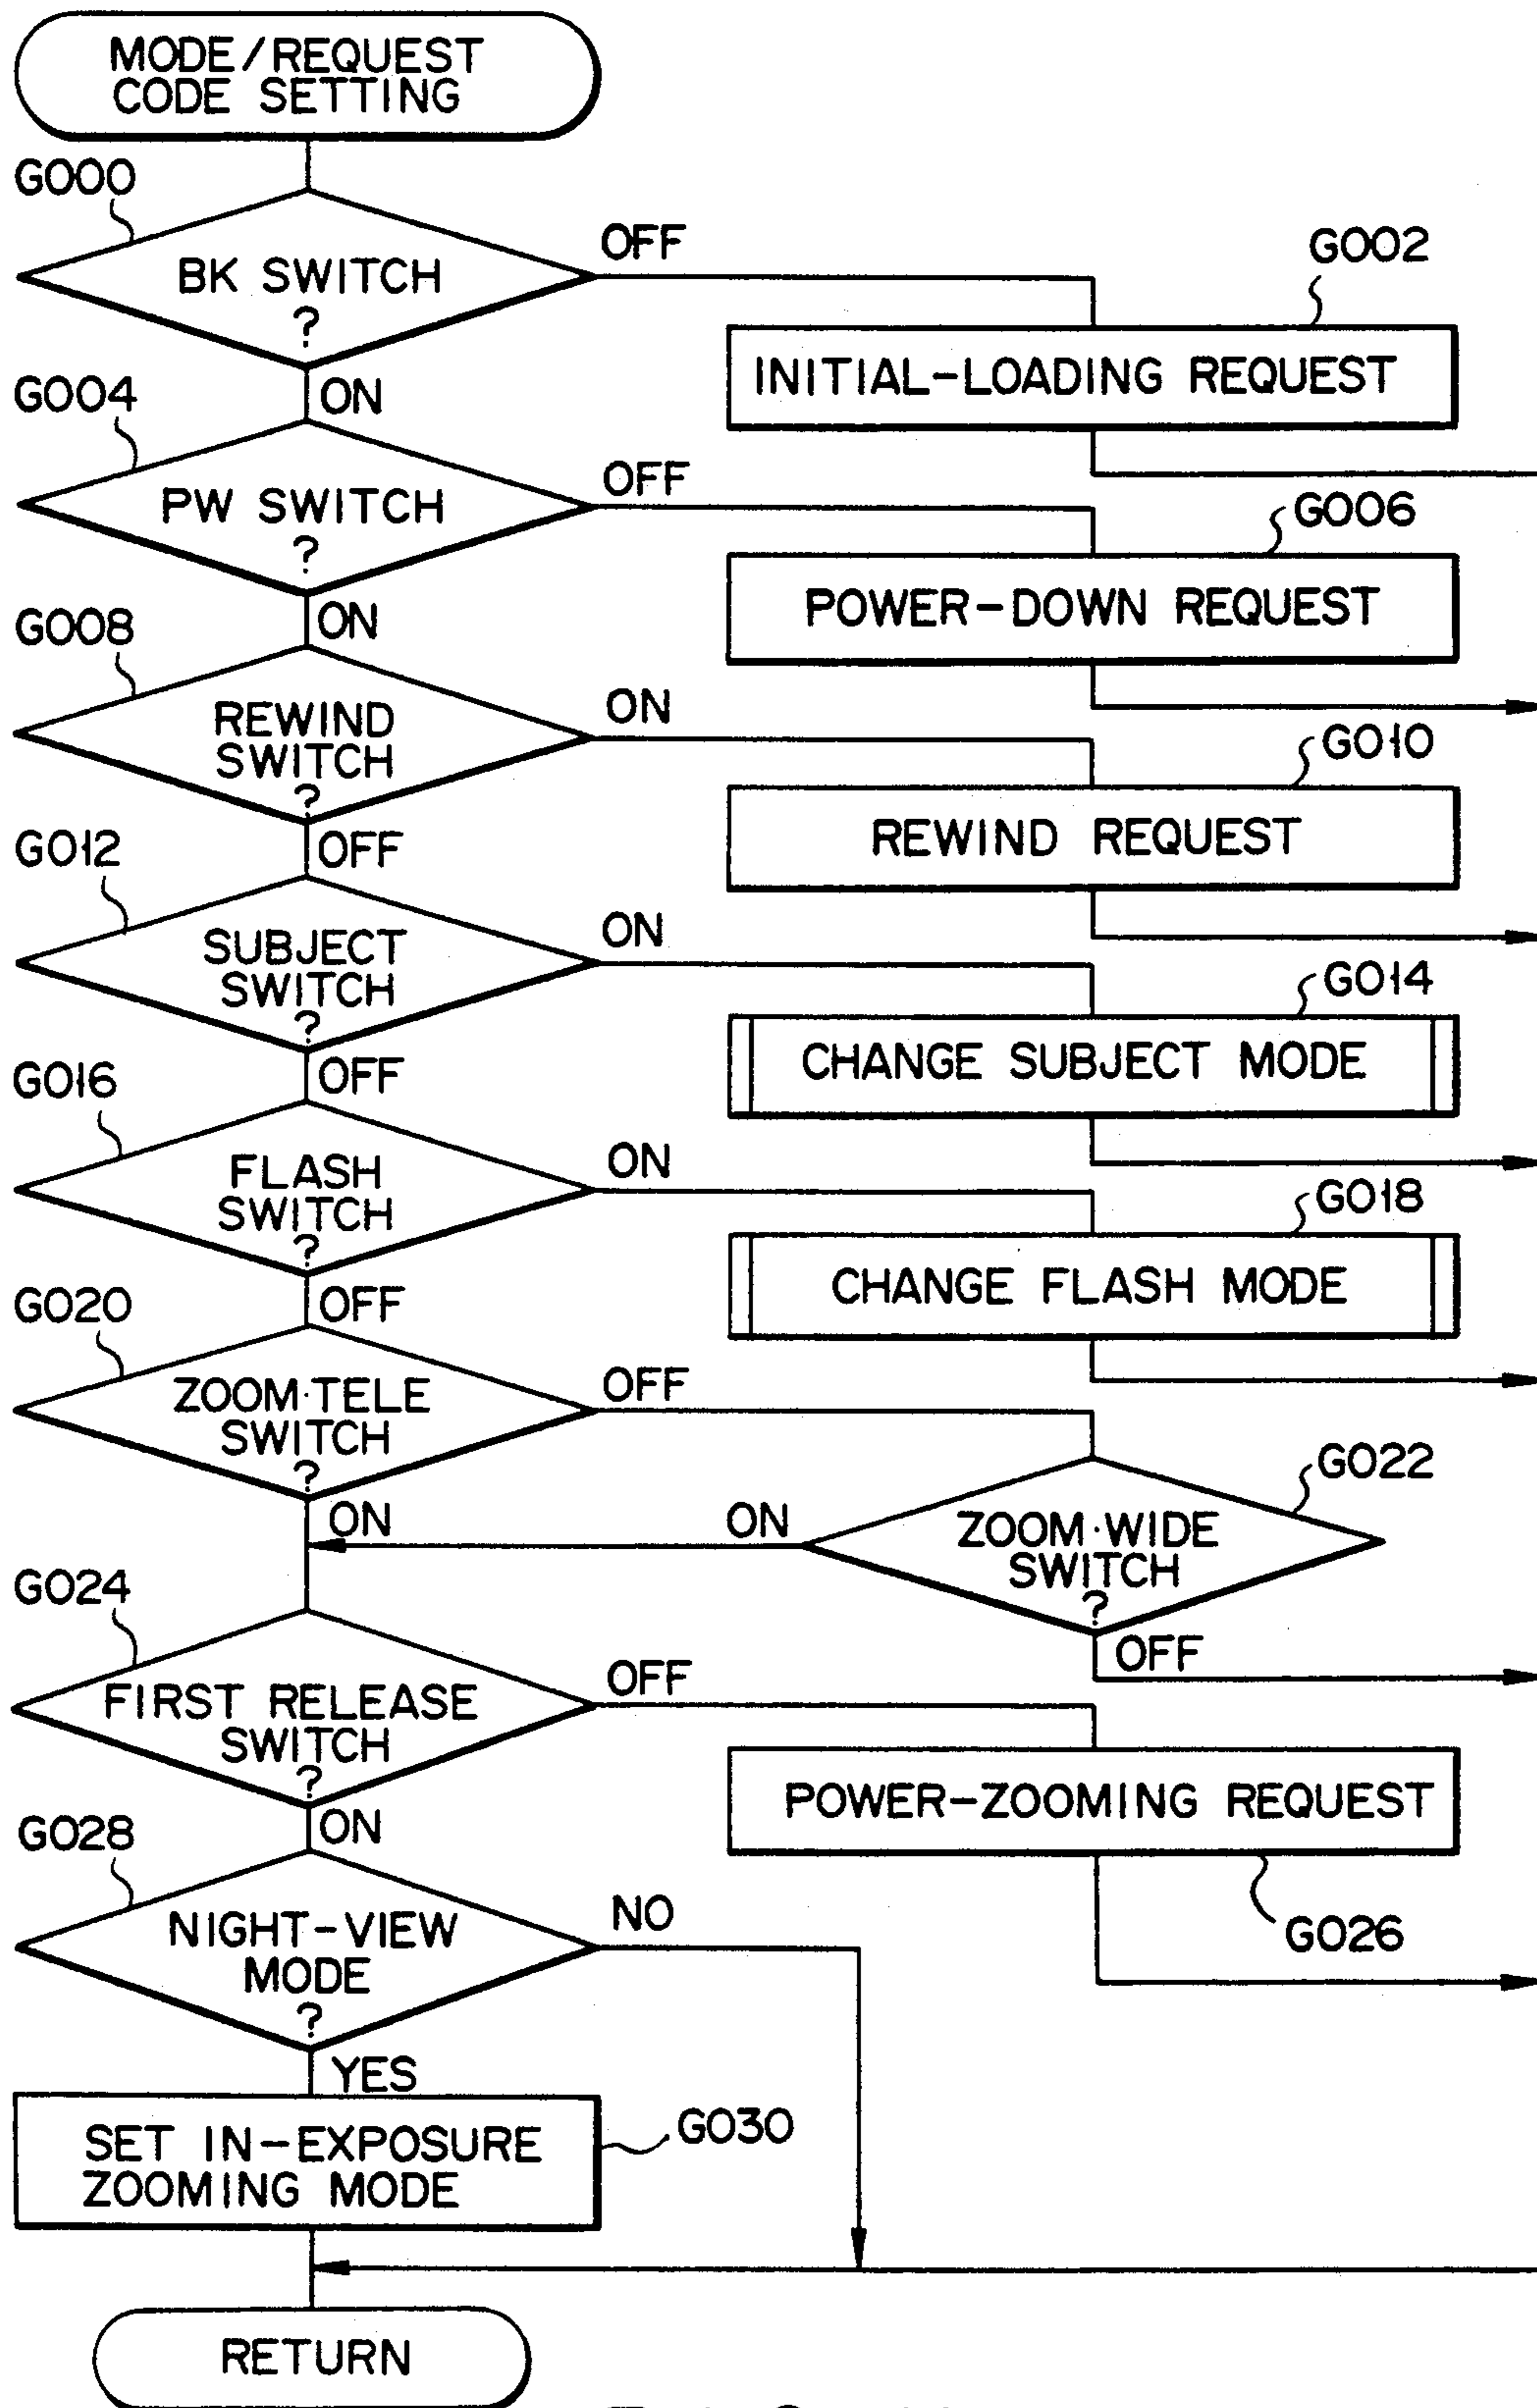 MODE/REQUEST
CODE SETTING
G000
BK SWITCH
?
OFF
G002
INITIAL-LOADING REQUEST
ON
G004
PW SWITCH
?
OFF
G006
POWER-DOWN REQUEST
ON
G008
REWIND
SWITCH
?
ON
G010
REWIND REQUEST
OFF
G012
SUBJECT
SWITCH
?
ON
G014
CHANGE SUBJECT MODE
OFF
G016
FLASH
SWITCH
?
ON
G018
CHANGE FLASH MODE
OFF
G020
ZOOM·TELE
SWITCH
?
OFF
G022
ZOOM·WIDE
SWITCH
?
ON
ON
OFF
G024
FIRST RELEASE
SWITCH
?
OFF
POWER-ZOOMING REQUEST
G026
ON
G028
NIGHT-VIEW
MODE
?
NO
YES
SET IN-EXPOSURE
ZOOMING MODE
G030
RETURN